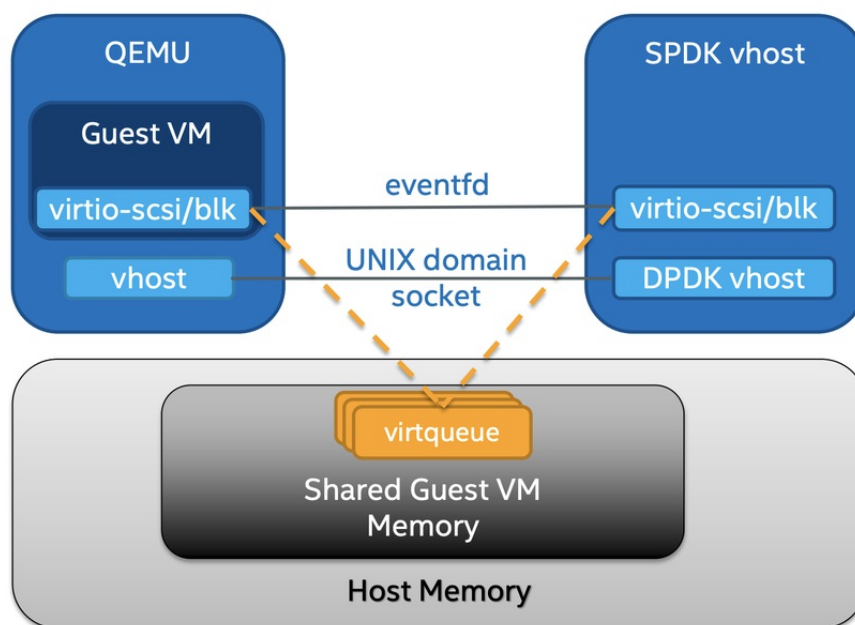 QEMU
SPDK vhost
Guest VM
virtio-scsi/blk
eventfd
virtio-scsi/blk
vhost
UNIX domain
socket
DPDK vhost
virtqueue
Shared Guest VM
Memory
Host Memory